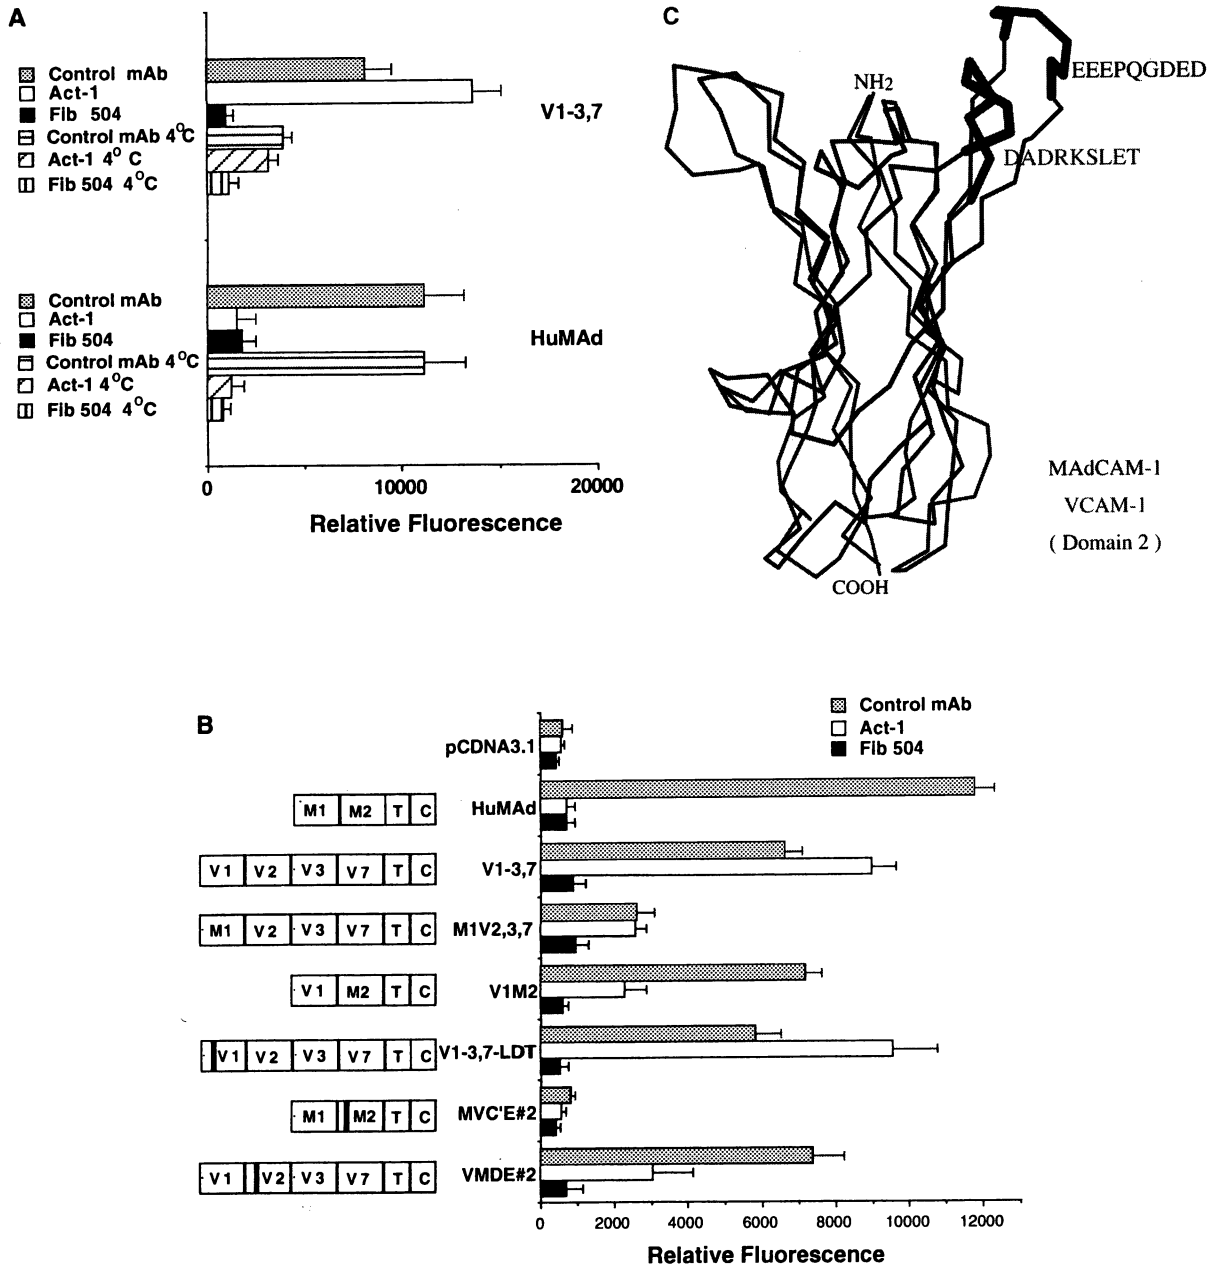 A
Control mAb
Act-1
Fib 504
Control mAb 4°C
Act-1 4° C
Fib 504 4°C
V1-3,7
Control mAb
Act-1
Fib 504
Control mAb 4°C
Act-1 4°C
Fib 504 4°C
HuMAd
0 10000 20000
Relative Fluorescence
C
NH2
EEEPQGDED
DADRKSLET
MAdCAM-1
VCAM-1
( Domain 2 )
COOH
B
Control mAb
Act-1
Fib 504
pCDNA3.1
M1 M2 T C HuMAd
V1 V2 V3 V7 T C V1-3,7
M1 V2 V3 V7 T C M1V2,3,7
V1 M2 T C V1M2
V1 V2 V3 V7 T C V1-3,7-LDT
M1 M2 T C MVC'E#2
V1 V2 V3 V7 T C VMDE#2
0 2000 4000 6000 8000 10000 12000
Relative Fluorescence